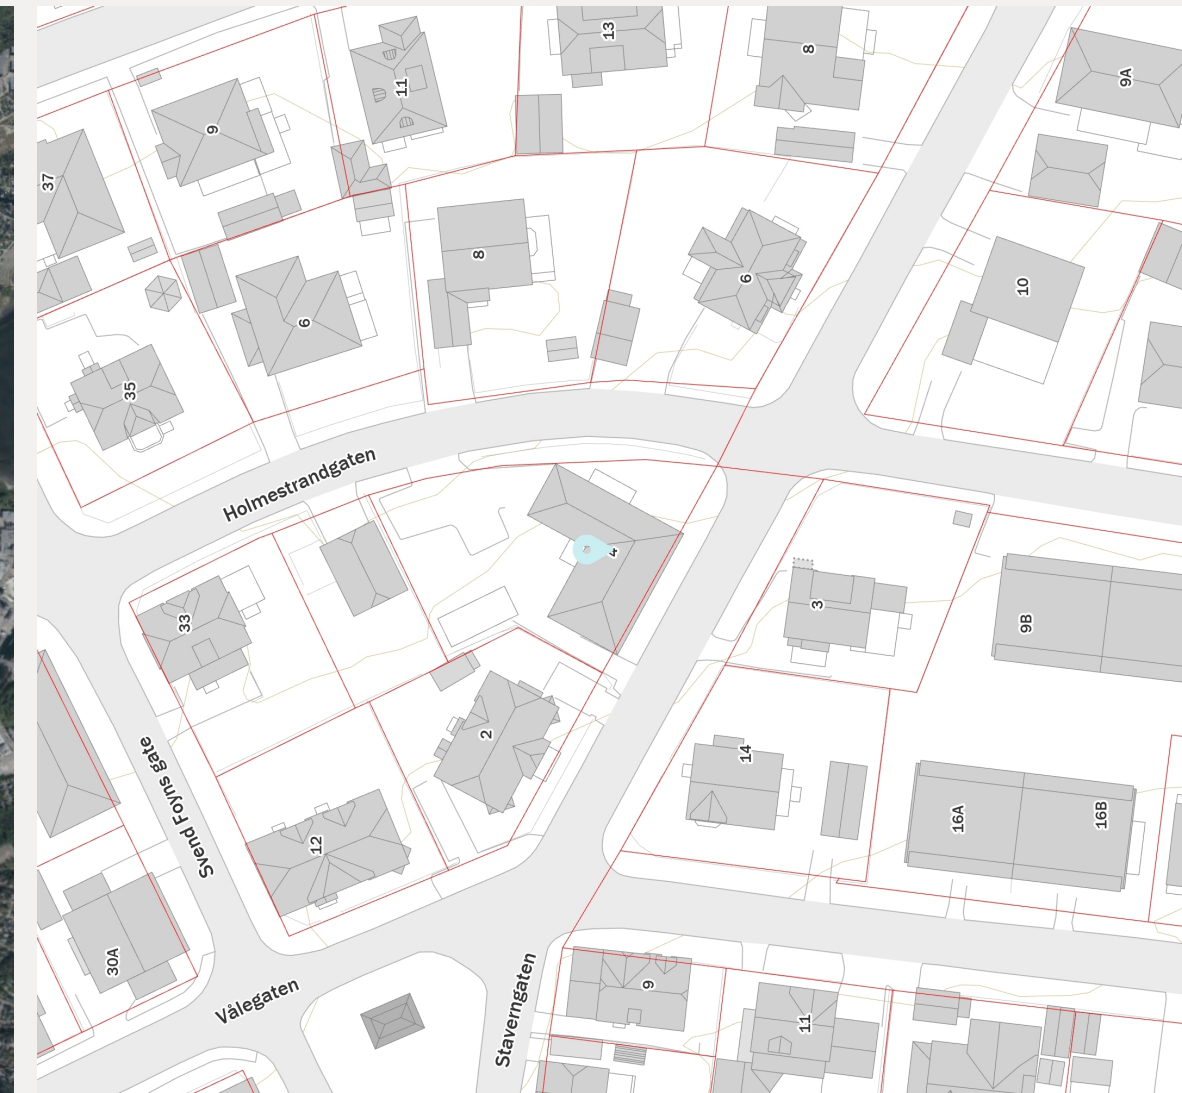 13
8
9A
11
9
37
8
6
10
6
35
Holmestrandgaten
4
3
33
9B
2
14
Svend Foyns gate
16A
16B
12
30A
Vålegaten
Staverngaten
9
11